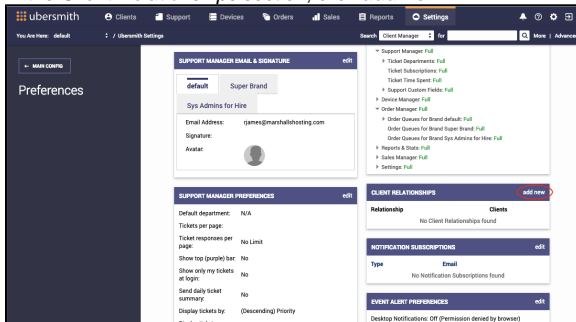 ubersmith
Clients
Support
Devices
Orders
Sales
Reports
Settings
You Are Here: default / Ubersmith Settings
Search Client Manager for
More | Advanced
← MAIN CONFIG
Preferences
SUPPORT MANAGER EMAIL & SIGNATURE edit
default Super Brand
Sys Admins for Hire
Email Address: rjames@marshallshosting.com
Signature:
Avatar:
SUPPORT MANAGER PREFERENCES edit
Default department: N/A
Tickets per page:
Ticket responses per page: No Limit
Show top (purple) bar: No
Show only my tickets at login: No
Send daily ticket summary: No
Display tickets by: (Descending) Priority
Support Manager: Full
Ticket Departments: Full
Ticket Subscriptions: Full
Ticket Time Spent: Full
Support Custom Fields: Full
Device Manager: Full
Order Manager: Full
Order Queues for Brand default: Full
Order Queues for Brand Super Brand: Full
Order Queues for Brand Sys Admins for Hire: Full
Reports & Stats: Full
Sales Manager: Full
Settings: Full
CLIENT RELATIONSHIPS add new
Relationship Clients
No Client Relationships found
NOTIFICATION SUBSCRIPTIONS edit
Type Email
No Notification Subscriptions found
EVENT ALERT PREFERENCES edit
Desktop Notifications: Off (Permission denied by browser)